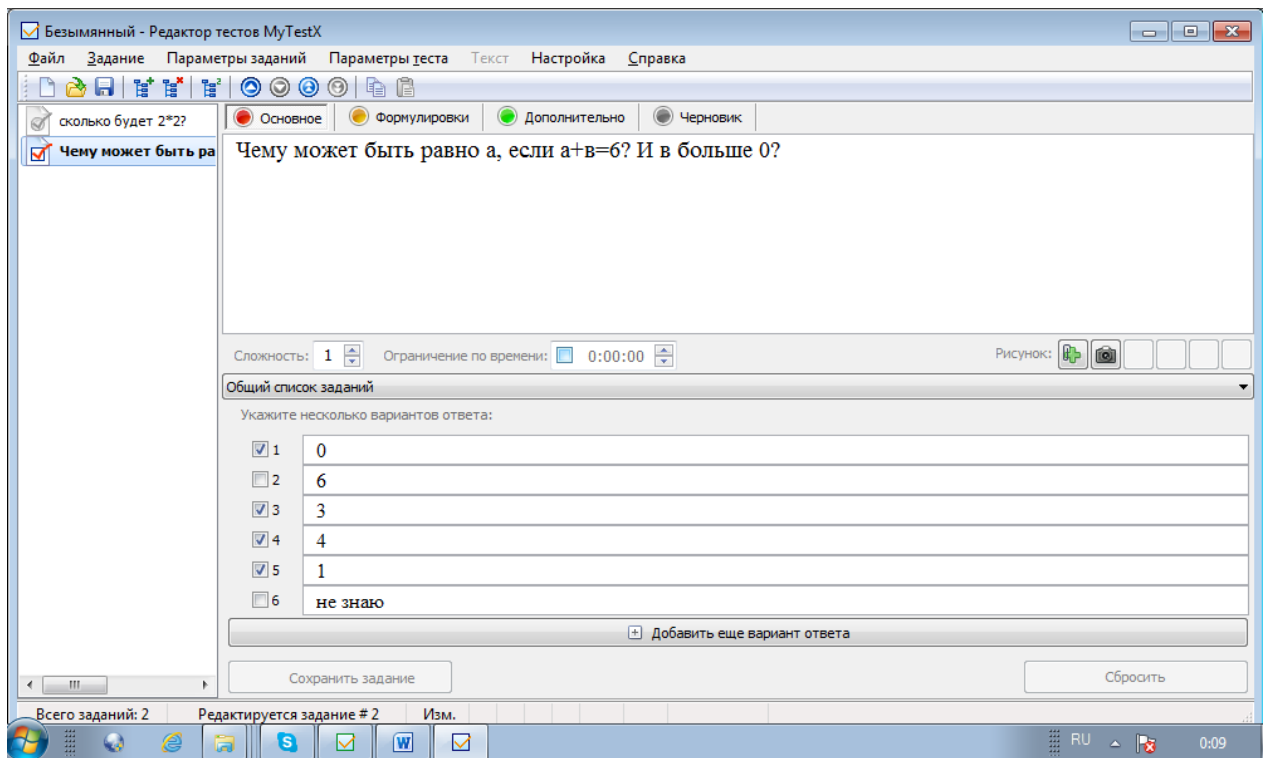 Безымянный - Редактор тестов MyTestX
Файл Задание Параметры заданий Параметры теста Текст Настройка Справка
сколько будет 2*2?
Чему может быть ра
Основное Формулировки Дополнительно Черновик
Чему может быть равно а, если а+в=6? И в больше 0?
Сложность: 1 Ограничение по времени: 0:00:00 Рисунок:
Общий список заданий
Укажите несколько вариантов ответа:
1 0
2 6
3 3
4 4
5 1
6 не знаю
Добавить еще вариант ответа
Сохранить задание Сбросить
Всего заданий: 2 Редактируется задание # 2 Изм.
RU 0:09